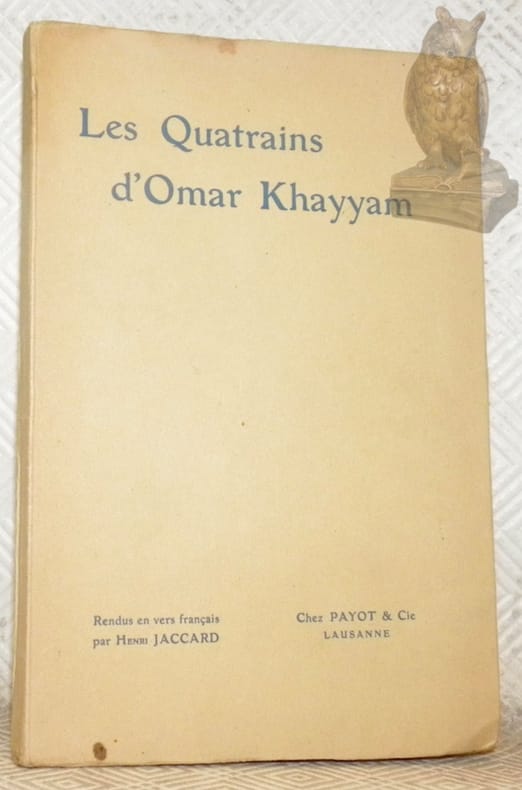 Les Quatrains
d'Omar Khayyam
Rendus en vers français
par HENRI JACCARD
Chez PAYOT & Cie
LAUSANNE